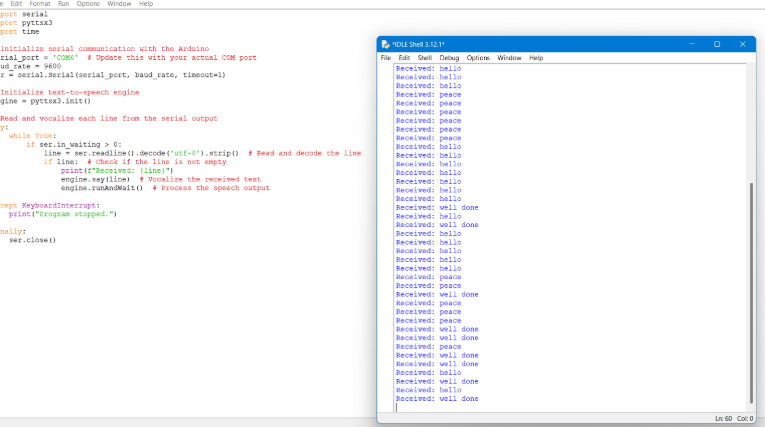 e Edit Format Run Options Window Help
port serial
port pyttsx3
port time
Initialize serial communication with the Arduino
rial_port = 'COM6' # Update this with your actual COM port
ud_rate = 9600
r = serial.Serial(serial_port, baud_rate, timeout=1)
Initialize text-to-speech engine
gine = pyttsx3.init()
Read and vocalize each line from the serial output
y:
while True:
if ser.in_waiting > 0:
line = ser.readline().decode('utf-8').strip() # Read and decode the line
if line: # Check if the line is not empty
print(f"Received: {line}")
engine.say(line) # Vocalize the received text
engine.runAndWait() # Process the speech output
cept KeyboardInterrupt:
print("Program stopped.")
nally:
ser.close()
*IDLE Shell 3.12.1*
File Edit Shell Debug Options Window Help
Received: hello
Received: hello
Received: hello
Received: peace
Received: peace
Received: peace
Received: peace
Received: peace
Received: peace
Received: hello
Received: hello
Received: hello
Received: hello
Received: hello
Received: hello
Received: hello
Received: well done
Received: hello
Received: well done
Received: hello
Received: hello
Received: hello
Received: hello
Received: hello
Received: peace
Received: peace
Received: well done
Received: peace
Received: peace
Received: peace
Received: well done
Received: well done
Received: peace
Received: well done
Received: well done
Received: hello
Received: well done
Received: hello
Received: well done
Ln: 60 Col: 0